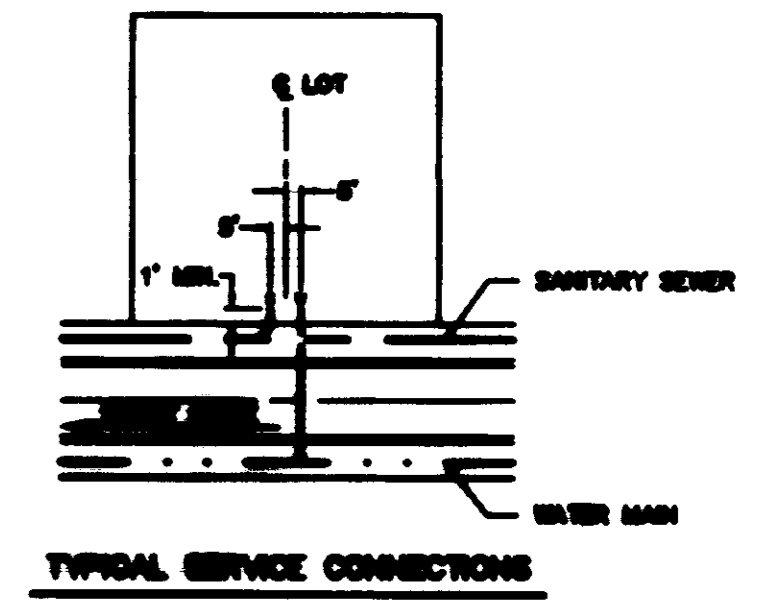 ℄ LOT
5'
5'
1" MIN.
SANITARY SEWER
WATER MAIN
TYPICAL SERVICE CONNECTIONS